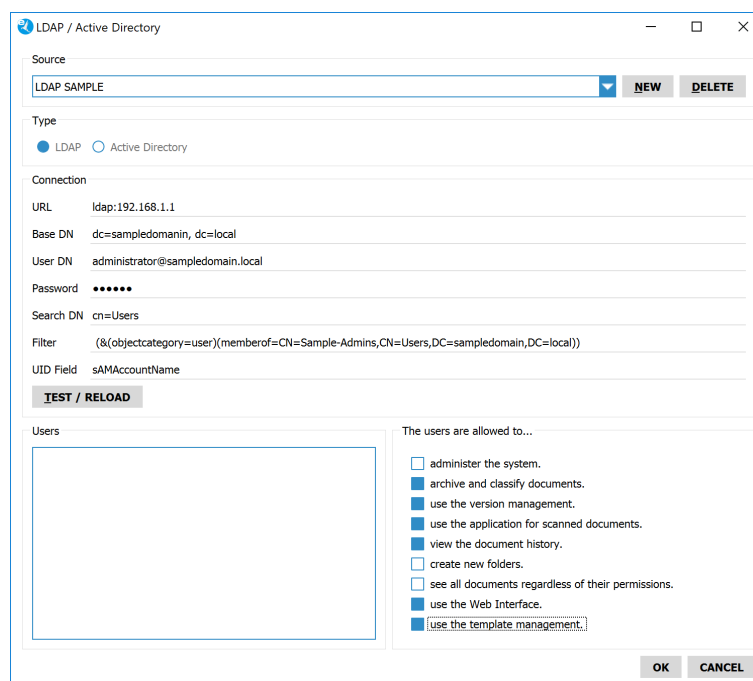 LDAP / Active Directory
Source
LDAP SAMPLE
NEW
DELETE
Type
LDAP
Active Directory
Connection
URL ldap:192.168.1.1
Base DN dc=sampledomanin, dc=local
User DN administrator@sampledomain.local
Password ●●●●●●
Search DN cn=Users
Filter (&(objectcategory=user)(memberof=CN=Sample-Admins,CN=Users,DC=sampledomain,DC=local))
UID Field sAMAccountName
TEST / RELOAD
Users
The users are allowed to...
administer the system.
archive and classify documents.
use the version management.
use the application for scanned documents.
view the document history.
create new folders.
see all documents regardless of their permissions.
use the Web Interface.
use the template management.
OK
CANCEL